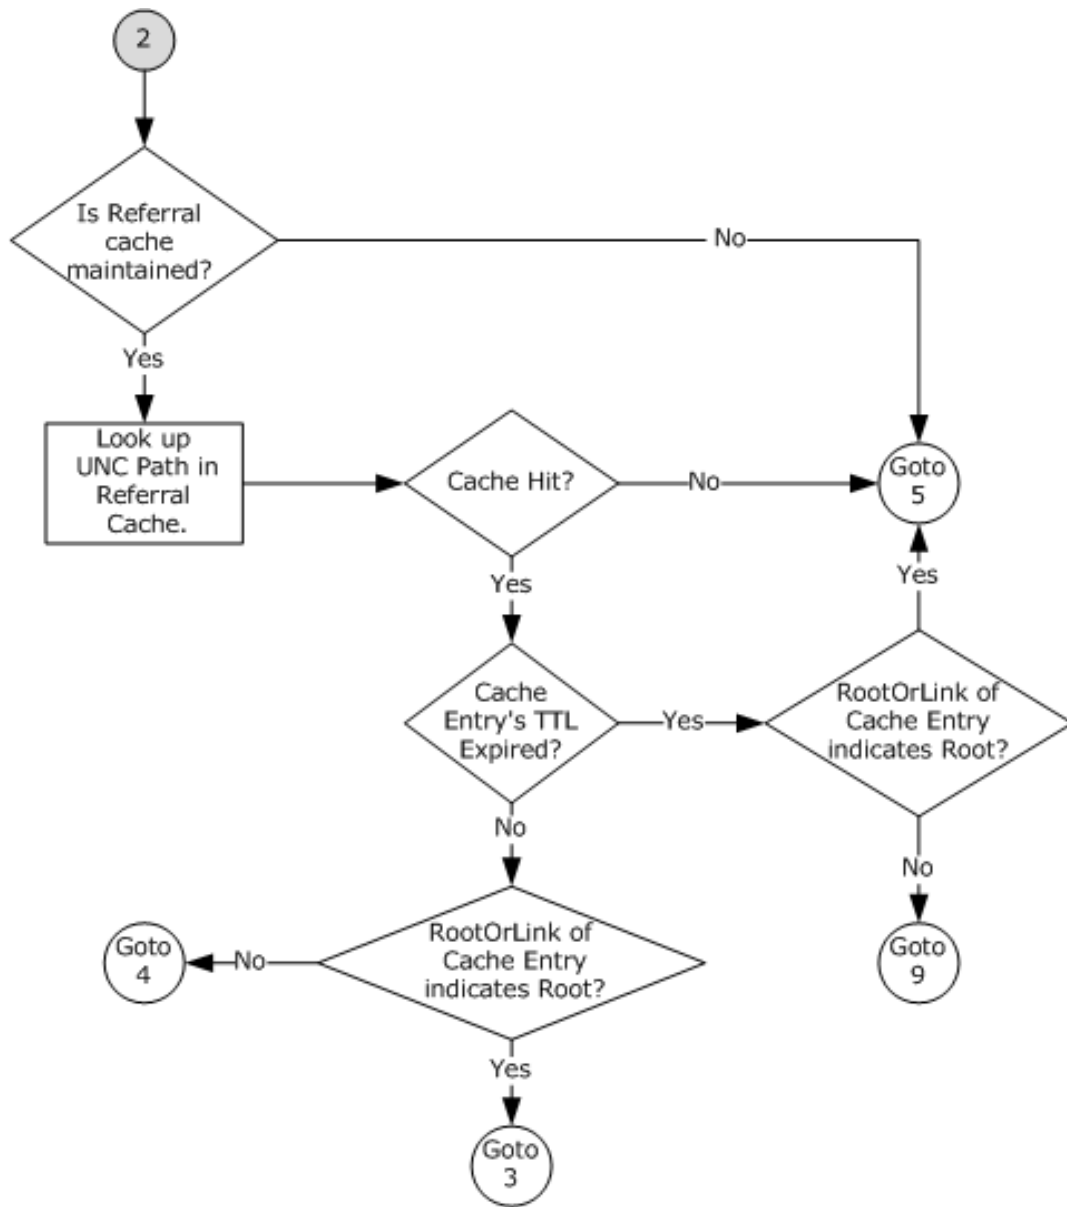 2
Is Referral
cache
maintained?
No
Yes
Look up
UNC Path in
Referral
Cache.
Cache Hit?
No
Goto
5
Yes
Yes
Cache
Entry's TTL
Expired?
Yes
RootOrLink of
Cache Entry
indicates Root?
No
No
RootOrLink of
Cache Entry
indicates Root?
No
Goto
4
Goto
9
Yes
Goto
3